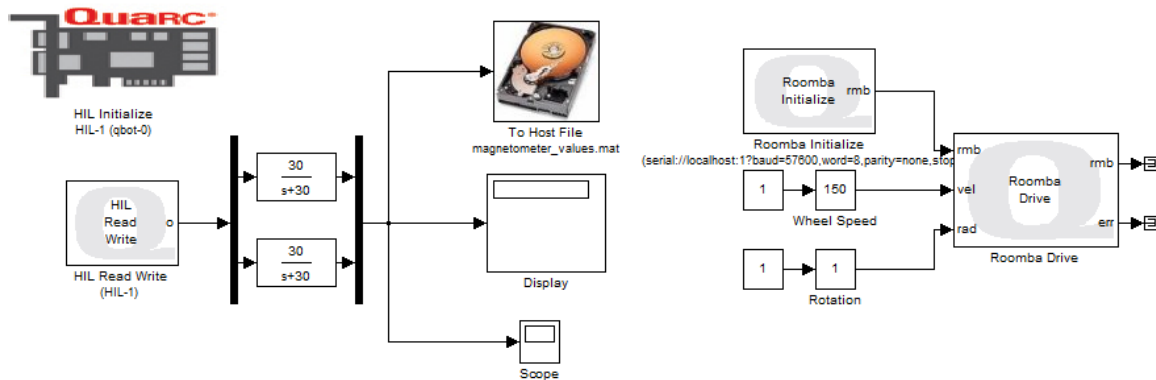 QUARC®
HIL Initialize
HIL-1 (qbot-0)
HIL
Read
Write
o
HIL Read Write
(HIL-1)
30
s+30
30
s+30
To Host File
magnetometer_values.mat
Display
Scope
Roomba
Initialize
rmb
Roomba Initialize
(serial://localhost:1?baud=57600,word=8,parity=none,stop
1
150
Wheel Speed
1
1
Rotation
rmb
vel
rad
Roomba
Drive
rmb
err
Roomba Drive